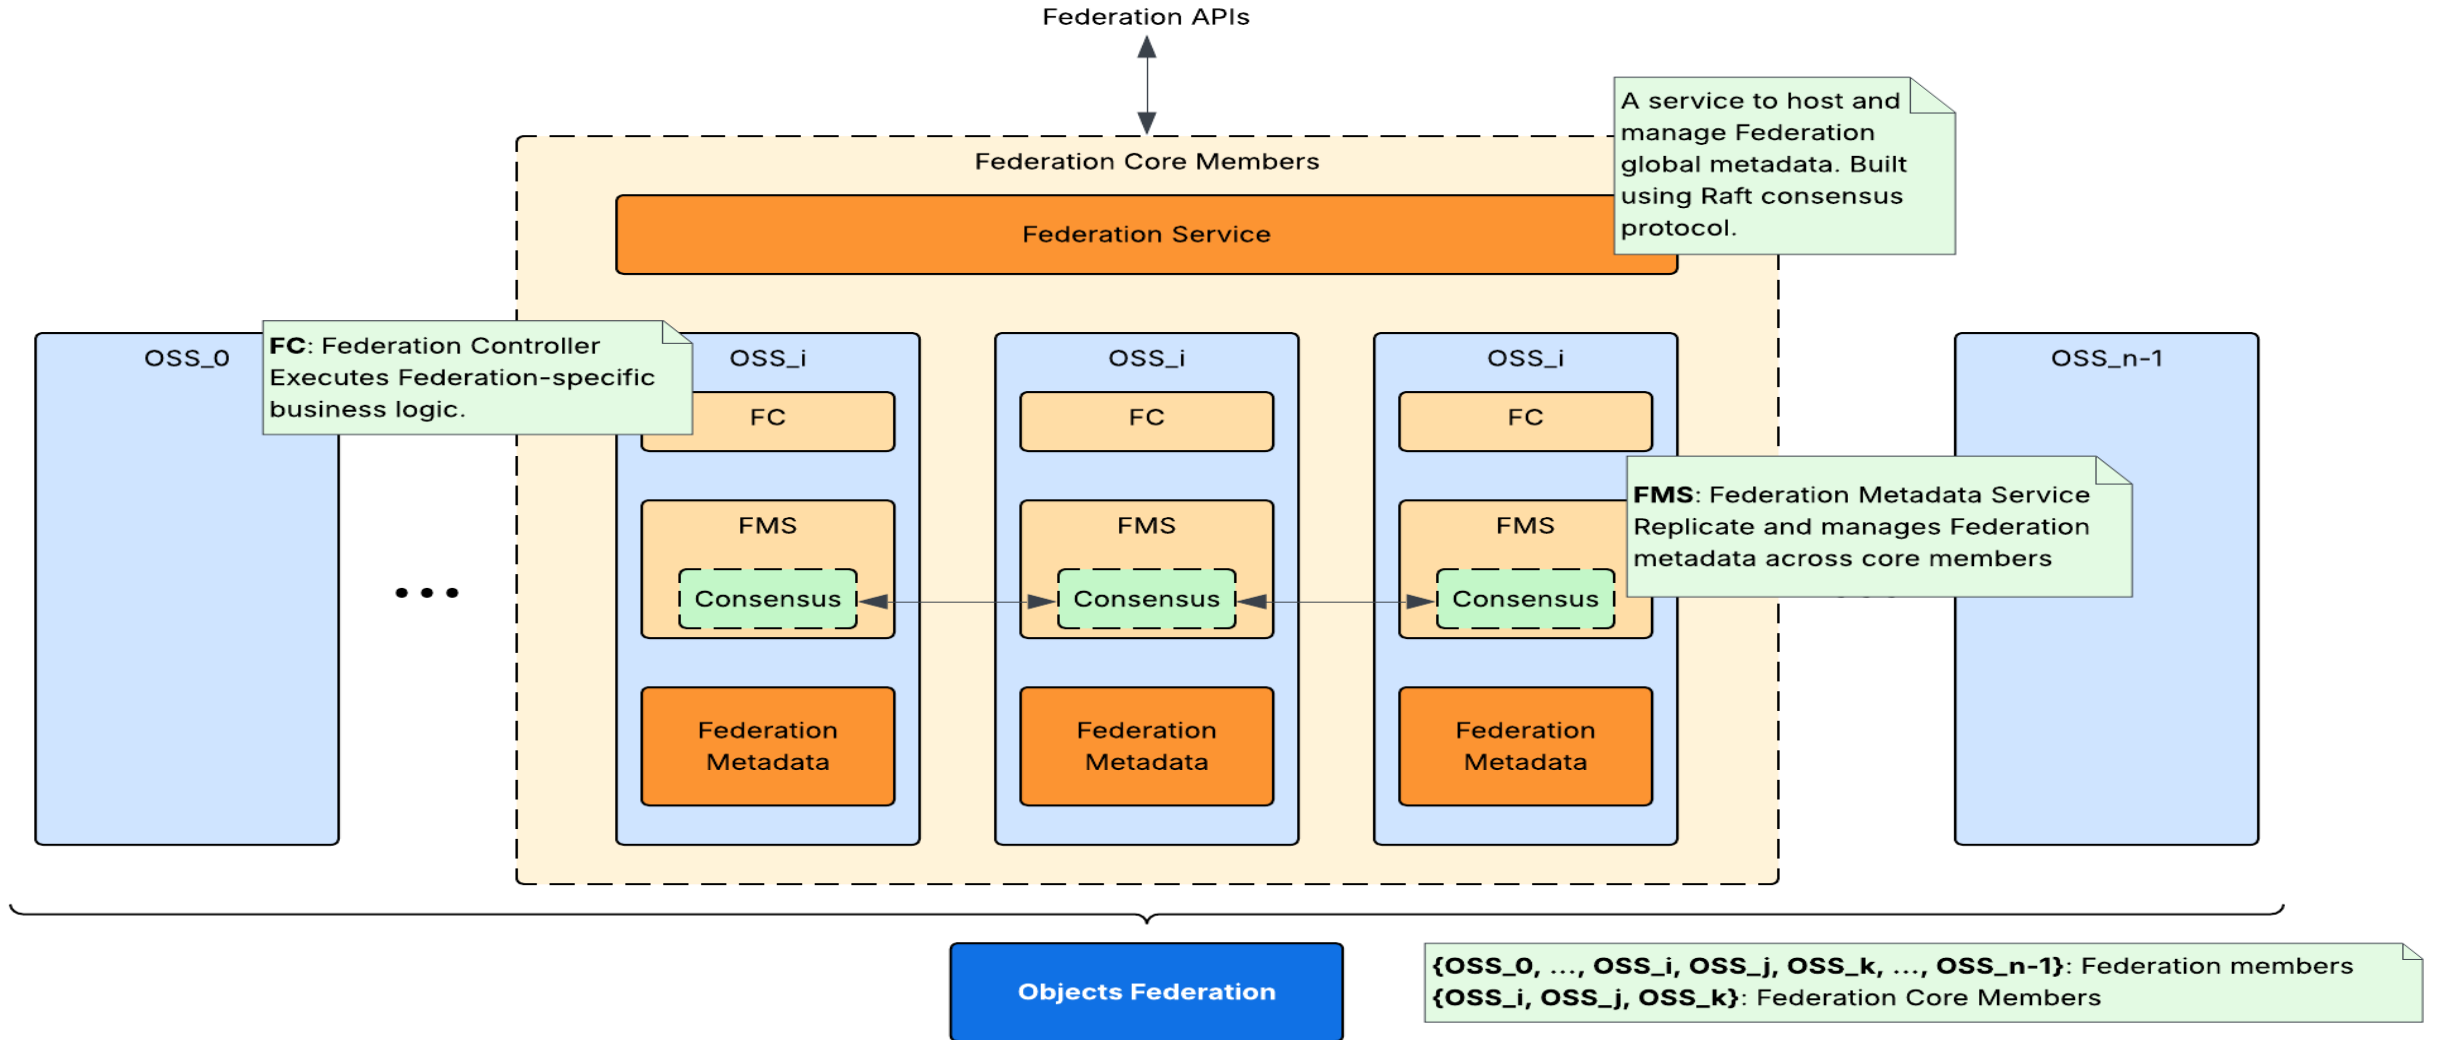 Federation APIs
A service to host and
manage Federation
global metadata. Built
using Raft consensus
protocol.
Federation Core Members
Federation Service
OSS_0
FC: Federation Controller
Executes Federation-specific
business logic.
OSS_i
OSS_i
OSS_i
OSS_n-1
FC
FC
FC
FMS: Federation Metadata Service
Replicate and manages Federation
metadata across core members
FMS
FMS
FMS
...
Consensus
Consensus
Consensus
Federation
Metadata
Federation
Metadata
Federation
Metadata
Objects Federation
{OSS_0, ..., OSS_i, OSS_j, OSS_k, ..., OSS_n-1}: Federation members
{OSS_i, OSS_j, OSS_k}: Federation Core Members